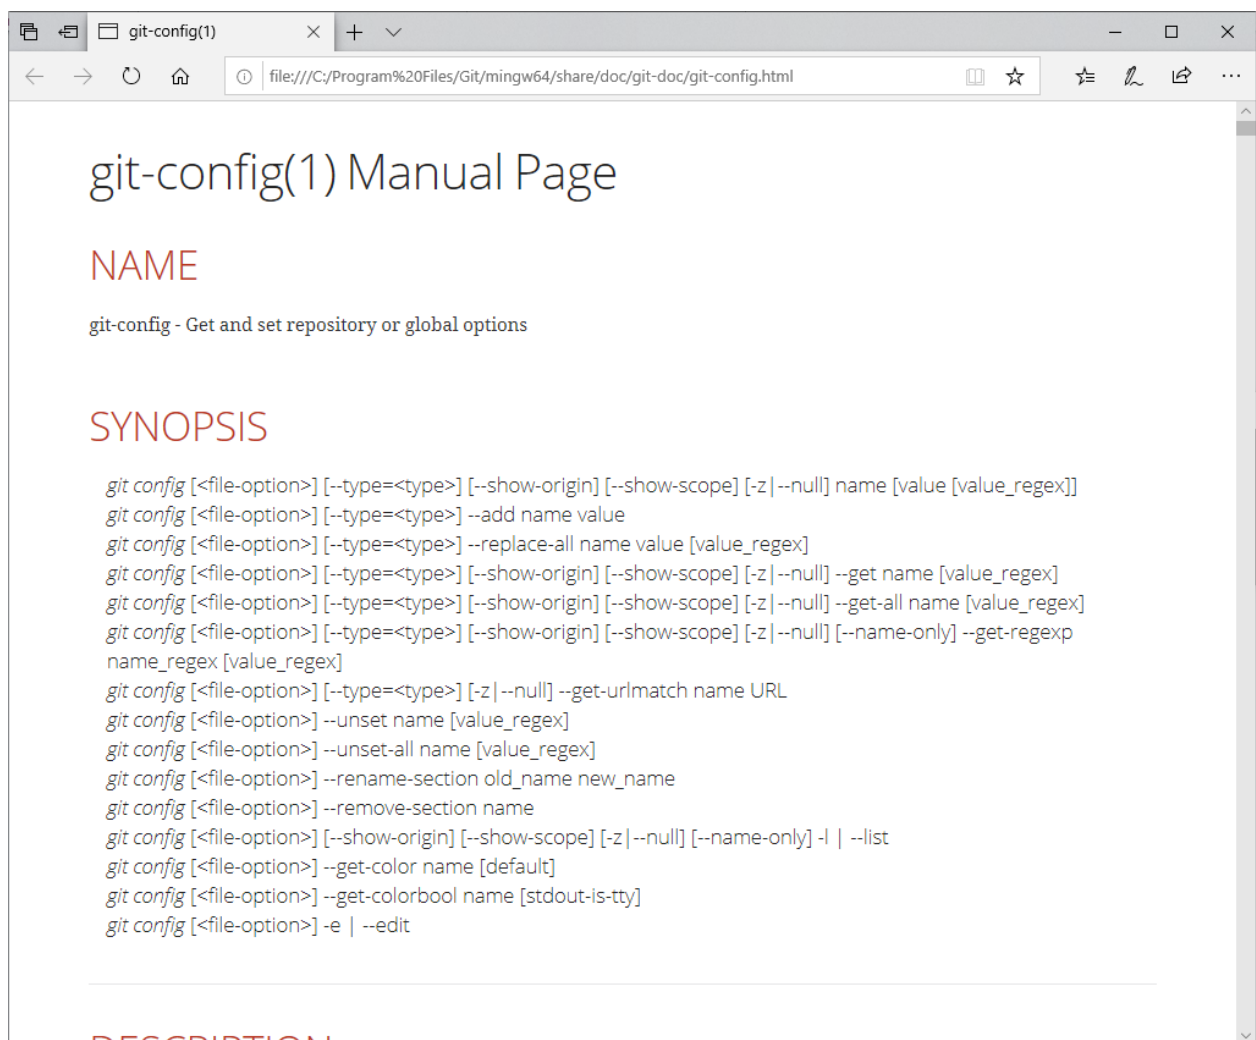 git-config(1)
file:///C:/Program%20Files/Git/mingw64/share/doc/git-doc/git-config.html
git-config(1) Manual Page
NAME
git-config - Get and set repository or global options
SYNOPSIS
git config [<file-option>] [--type=<type>] [--show-origin] [--show-scope] [-z|--null] name [value [value_regex]]
git config [<file-option>] [--type=<type>] --add name value
git config [<file-option>] [--type=<type>] --replace-all name value [value_regex]
git config [<file-option>] [--type=<type>] [--show-origin] [--show-scope] [-z|--null] --get name [value_regex]
git config [<file-option>] [--type=<type>] [--show-origin] [--show-scope] [-z|--null] --get-all name [value_regex]
git config [<file-option>] [--type=<type>] [--show-origin] [--show-scope] [-z|--null] [--name-only] --get-regexp
name_regex [value_regex]
git config [<file-option>] [--type=<type>] [-z|--null] --get-urlmatch name URL
git config [<file-option>] --unset name [value_regex]
git config [<file-option>] --unset-all name [value_regex]
git config [<file-option>] --rename-section old_name new_name
git config [<file-option>] --remove-section name
git config [<file-option>] [--show-origin] [--show-scope] [-z|--null] [--name-only] -l | --list
git config [<file-option>] --get-color name [default]
git config [<file-option>] --get-colorbool name [stdout-is-tty]
git config [<file-option>] -e | --edit
DESCRIPTION